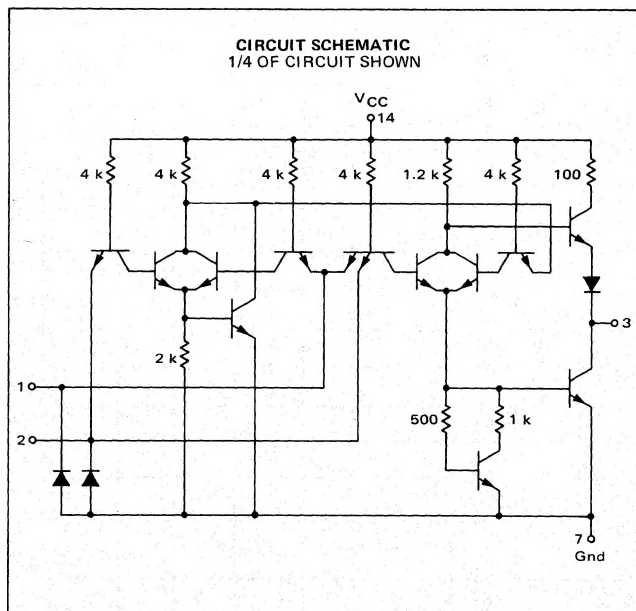 CIRCUIT SCHEMATIC
1/4 OF CIRCUIT SHOWN
VCC
14
4 k
4 k
4 k
4 k
1.2 k
4 k
100
3
2 k
1
500
1 k
2
7
Gnd